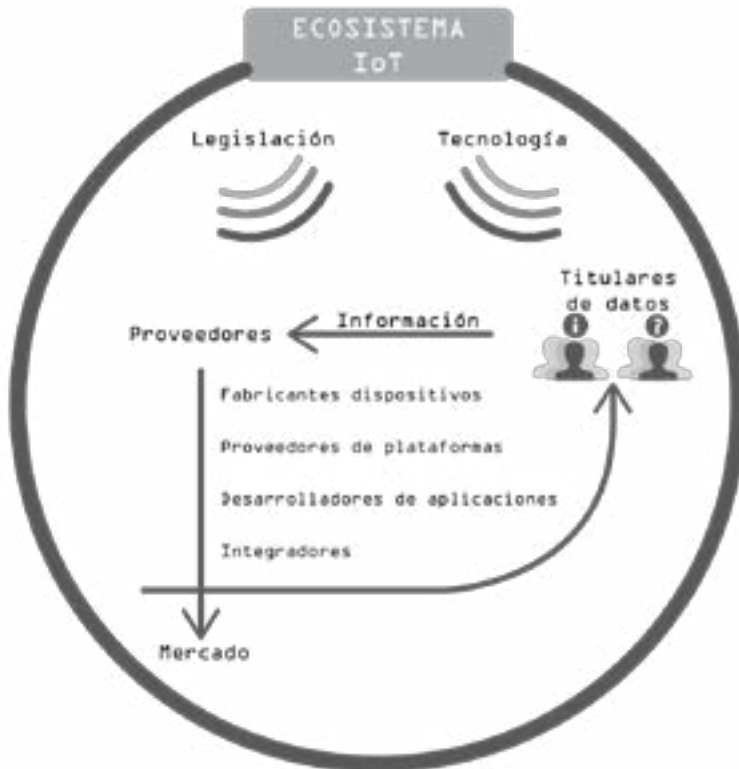 ECOSISTEMA
IoT
Legislación
Tecnología
Titulares
de datos
Información
Proveedores
Fabricantes dispositivos
Proveedores de plataformas
Desarrolladores de aplicaciones
Integradores
Mercado